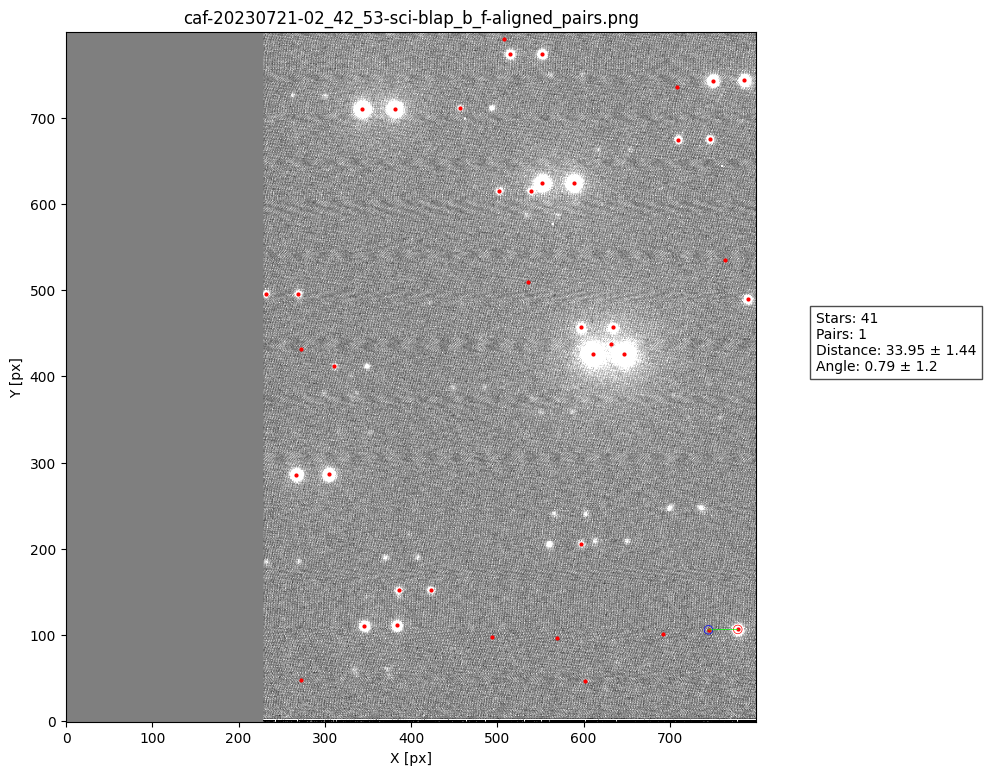 caf-20230721-02_42_53-sci-blap_b_f-aligned_pairs.png
700
600
500
400
300
200
100
0
Y [px]
0 100 200 300 400 500 600 700
X [px]
Stars: 41
Pairs: 1
Distance: 33.95 ± 1.44
Angle: 0.79 ± 1.2